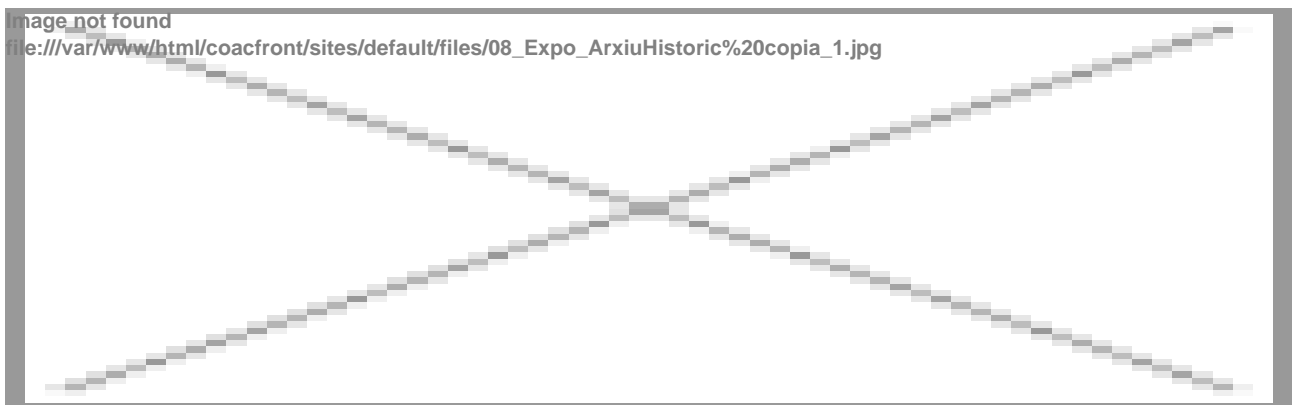 Image not found
file:///var/www/html/coacfront/sites/default/files/08_Expo_ArxiuHistoric%20copia_1.jpg